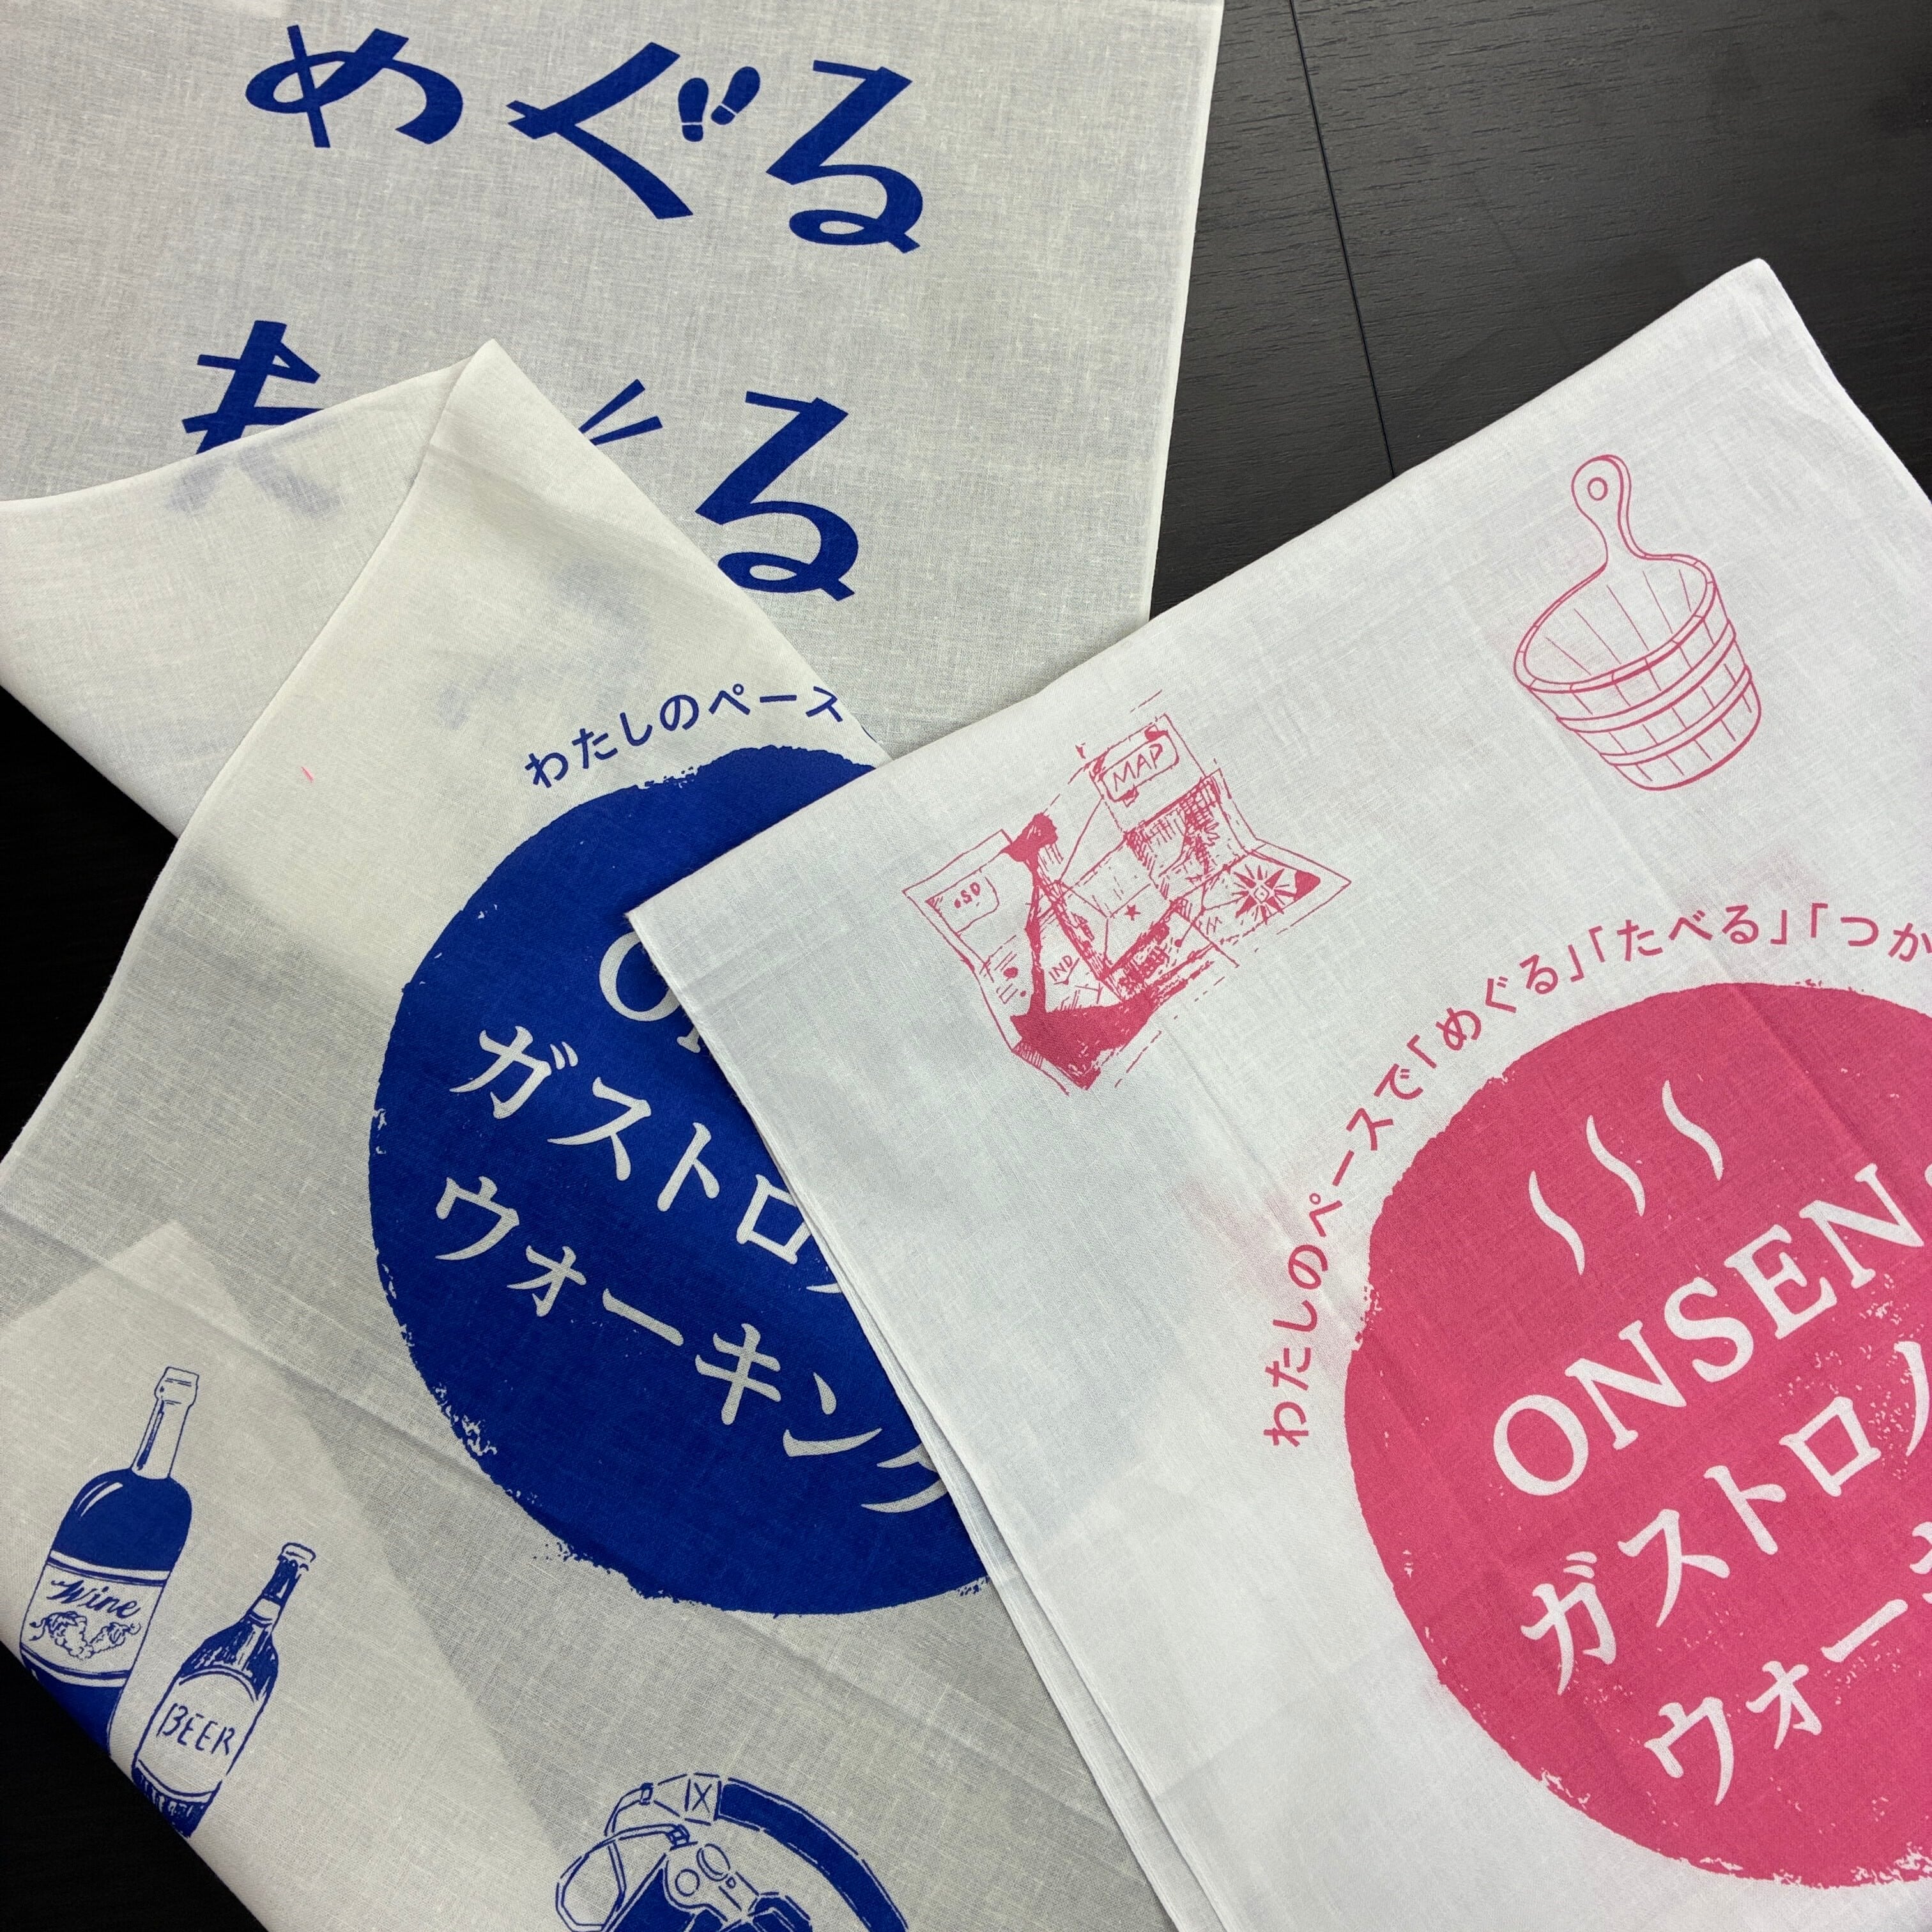 めぐる
る
わたしのペース
ガストロ
ウォーキング
Wine
BEER
MAP
IND
わたしのペースで「めぐる」「たべる」「つか
ONSEN
ガストロノ
ウォー